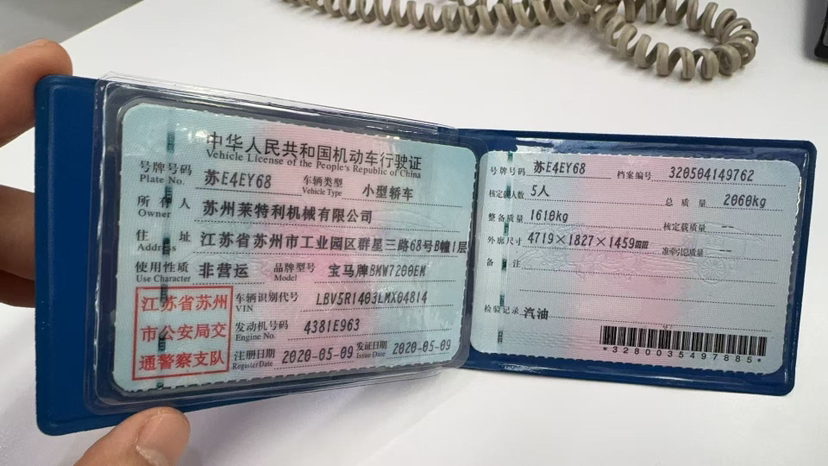 中华人民共和国机动车行驶证
Vehicle License of the People's Republic of China
号牌号码 苏E4EY68 车辆类型 小型轿车
Plate No. Vehicle Type
所有人 苏州莱特利机械有限公司
Owner
住址 江苏省苏州市工业园区群星三路68号B幢1层
Address
使用性质 非营运 品牌型号 宝马牌BMW7200EM
Use Character Model
江苏省苏州
市公安局交
通警察支队
车辆识别代号 LBV5R1403LMX04814
VIN
发动机号码 4381E963
Engine No.
注册日期 2020-05-09 发证日期 2020-05-09
Register Date Issue Date
号牌号码 苏E4EY68 档案编号 320504149762
核定载人数 5人 总质量 2060kg
整备质量 1610kg 核定载质量 --
外廓尺寸 4719×1827×1459mm 准牵引总质量 --
备注
检验记录 汽油
*3280035497885*